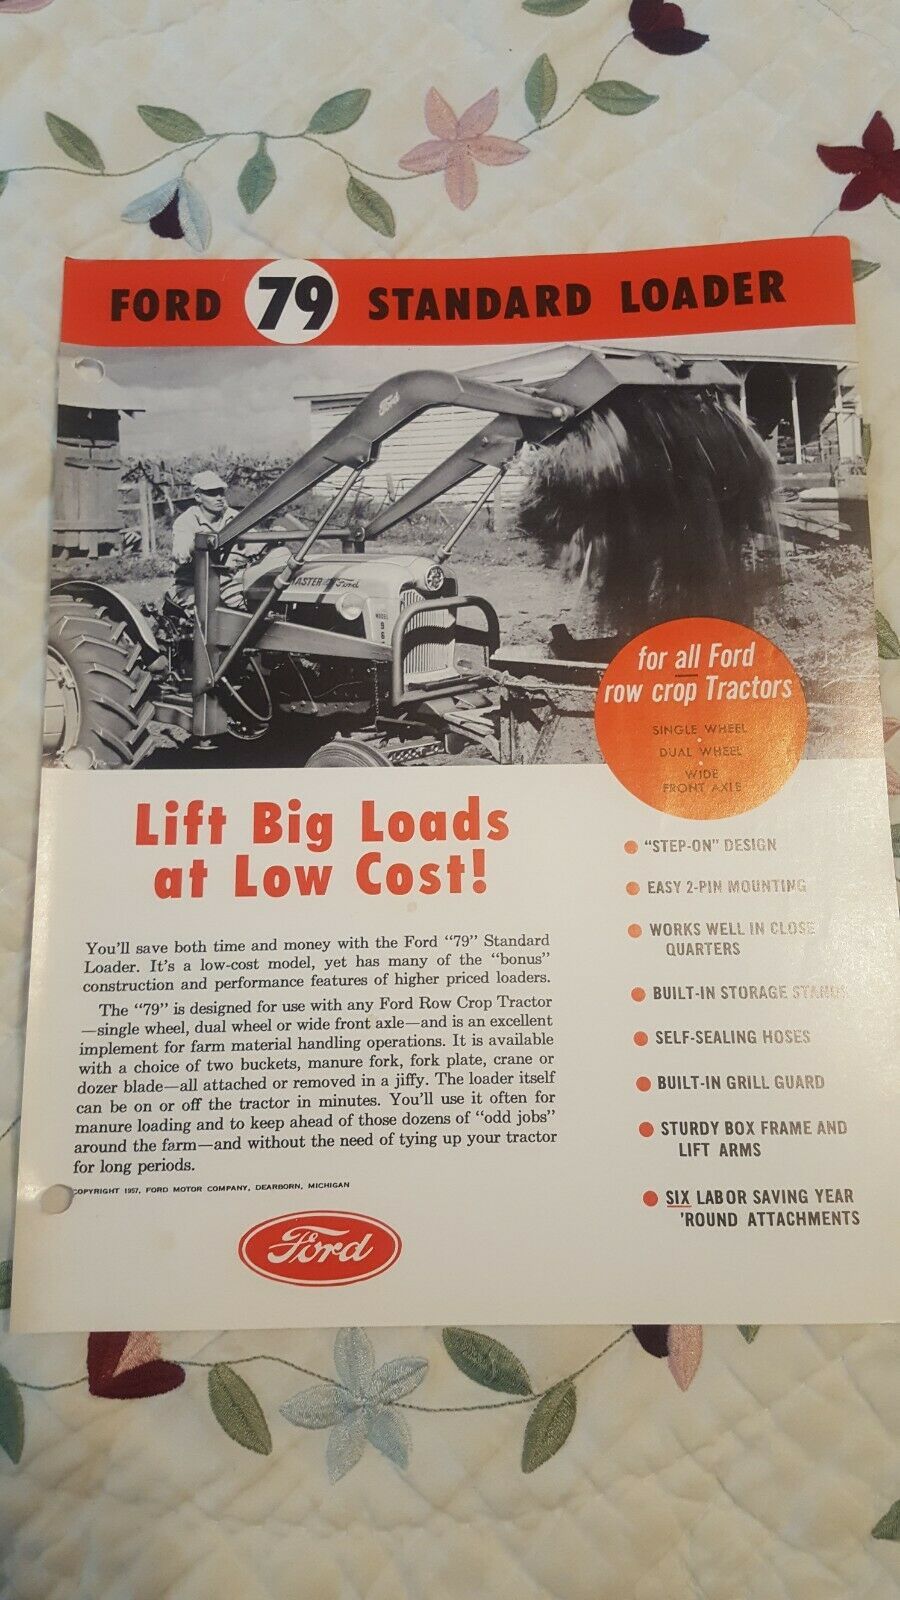 FORD 79 STANDARD LOADER
Ford
MASTER Ford
MODEL
9
6
for all Ford
row crop Tractors
SINGLE WHEEL
•
DUAL WHEEL
•
WIDE
FRONT AXLE
Lift Big Loads
at Low Cost!
You'll save both time and money with the Ford "79" Standard
Loader. It's a low-cost model, yet has many of the "bonus"
construction and performance features of higher priced loaders.
The "79" is designed for use with any Ford Row Crop Tractor
—single wheel, dual wheel or wide front axle—and is an excellent
implement for farm material handling operations. It is available
with a choice of two buckets, manure fork, fork plate, crane or
dozer blade—all attached or removed in a jiffy. The loader itself
can be on or off the tractor in minutes. You'll use it often for
manure loading and to keep ahead of those dozens of "odd jobs"
around the farm—and without the need of tying up your tractor
for long periods.
COPYRIGHT 1957, FORD MOTOR COMPANY, DEARBORN, MICHIGAN
Ford
● "STEP-ON" DESIGN
● EASY 2-PIN MOUNTING
● WORKS WELL IN CLOSE
QUARTERS
● BUILT-IN STORAGE STANDS
● SELF-SEALING HOSES
● BUILT-IN GRILL GUARD
● STURDY BOX FRAME AND
LIFT ARMS
● SIX LABOR SAVING YEAR
'ROUND ATTACHMENTS